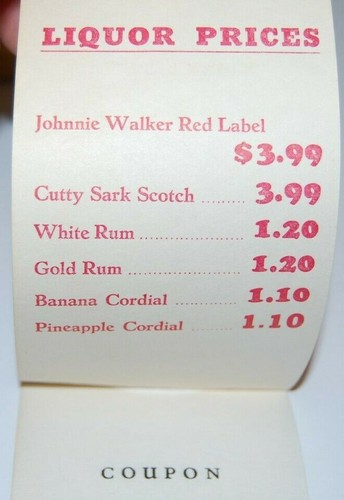 LIQUOR PRICES
Johnnie Walker Red Label
$3.99
Cutty Sark Scotch ......... 3.99
White Rum ..................... 1.20
Gold Rum ....................... 1.20
Banana Cordial ............ 1.10
Pineapple Cordial ......... 1.10
COUPON